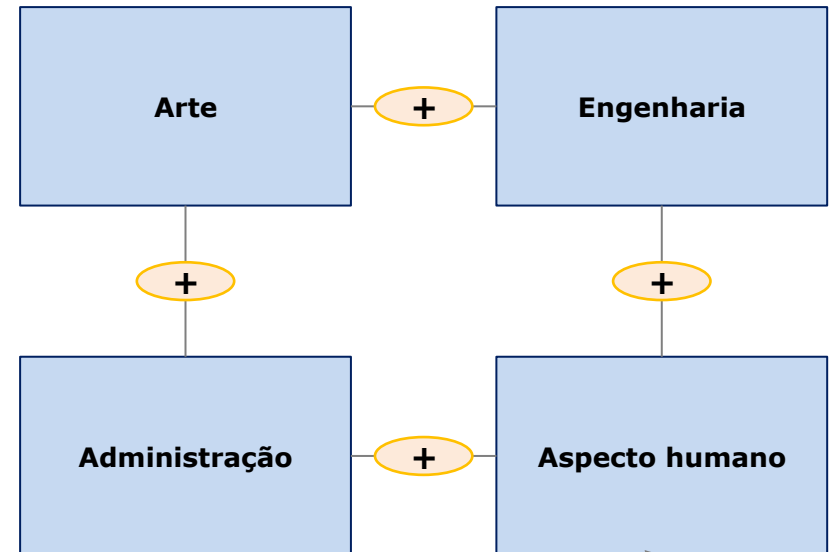 Arte + Engenharia
+ +
Administração + Aspecto humano